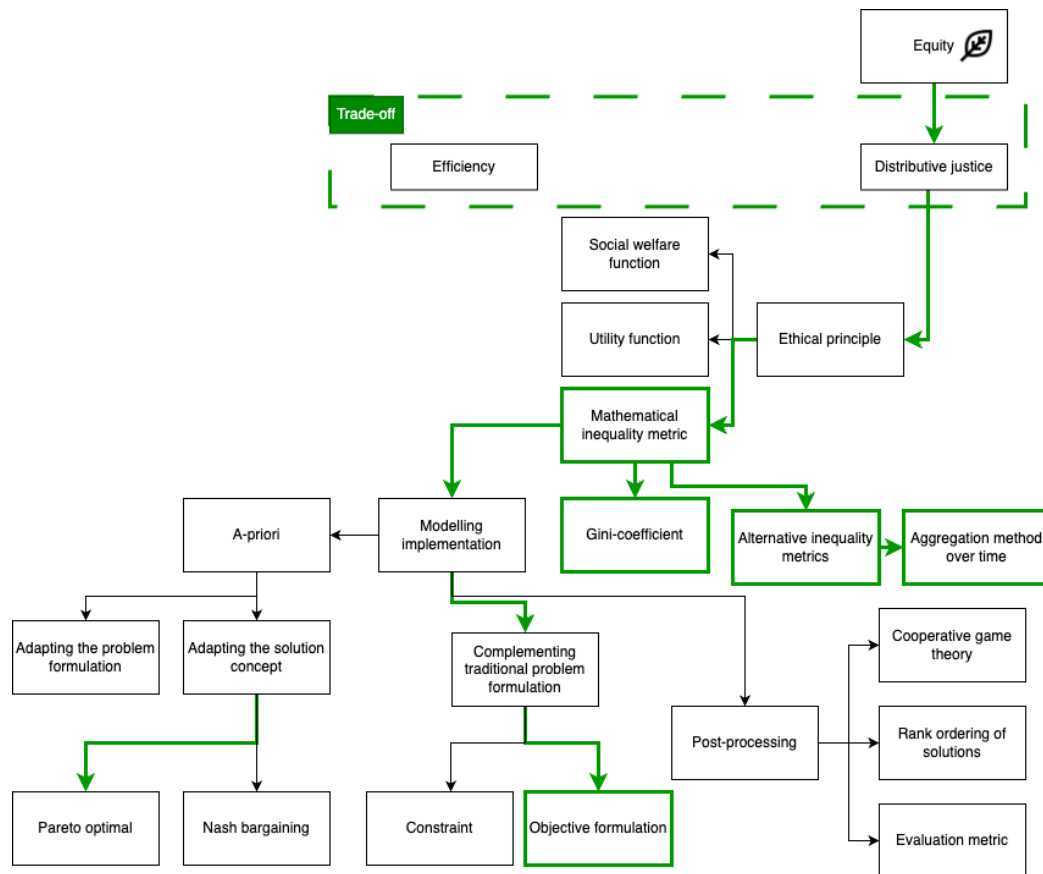 Equity
Trade-off
Efficiency
Distributive justice
Social welfare
function
Utility function
Ethical principle
Mathematical
inequality metric
A-priori
Modelling
implementation
Gini-coefficient
Alternative inequality
metrics
Aggregation method
over time
Adapting the problem
formulation
Adapting the solution
concept
Complementing
traditional problem
formulation
Cooperative game
theory
Post-processing
Rank ordering of
solutions
Pareto optimal
Nash bargaining
Constraint
Objective formulation
Evaluation metric